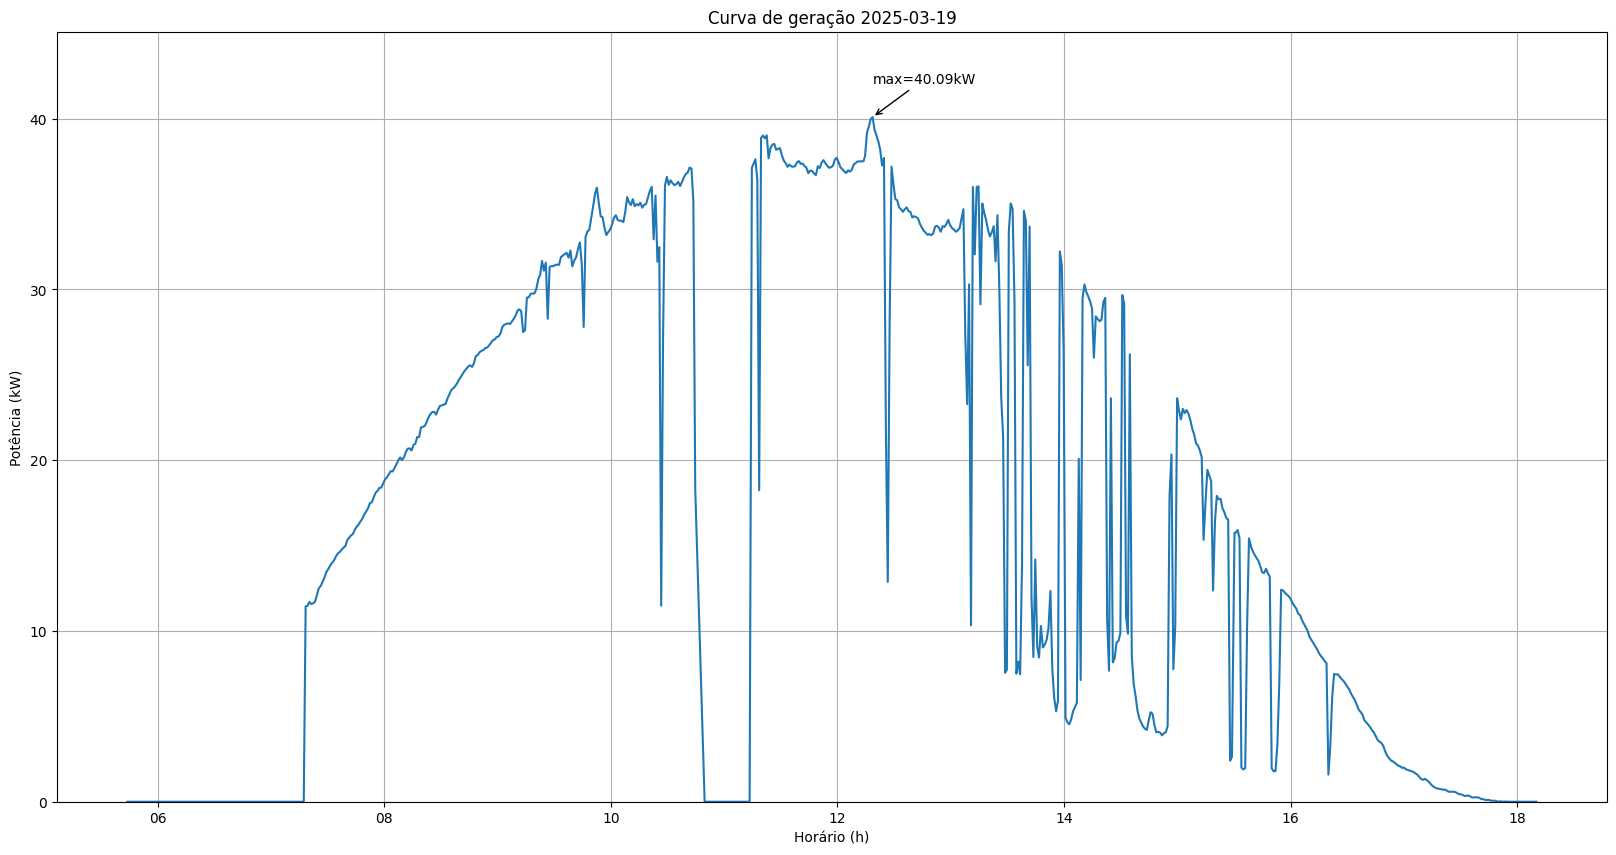 Curva de geração 2025-03-19
max=40.09kW
40
30
20
10
0
Potência (kW)
06 08 10 12 14 16 18
Horário (h)